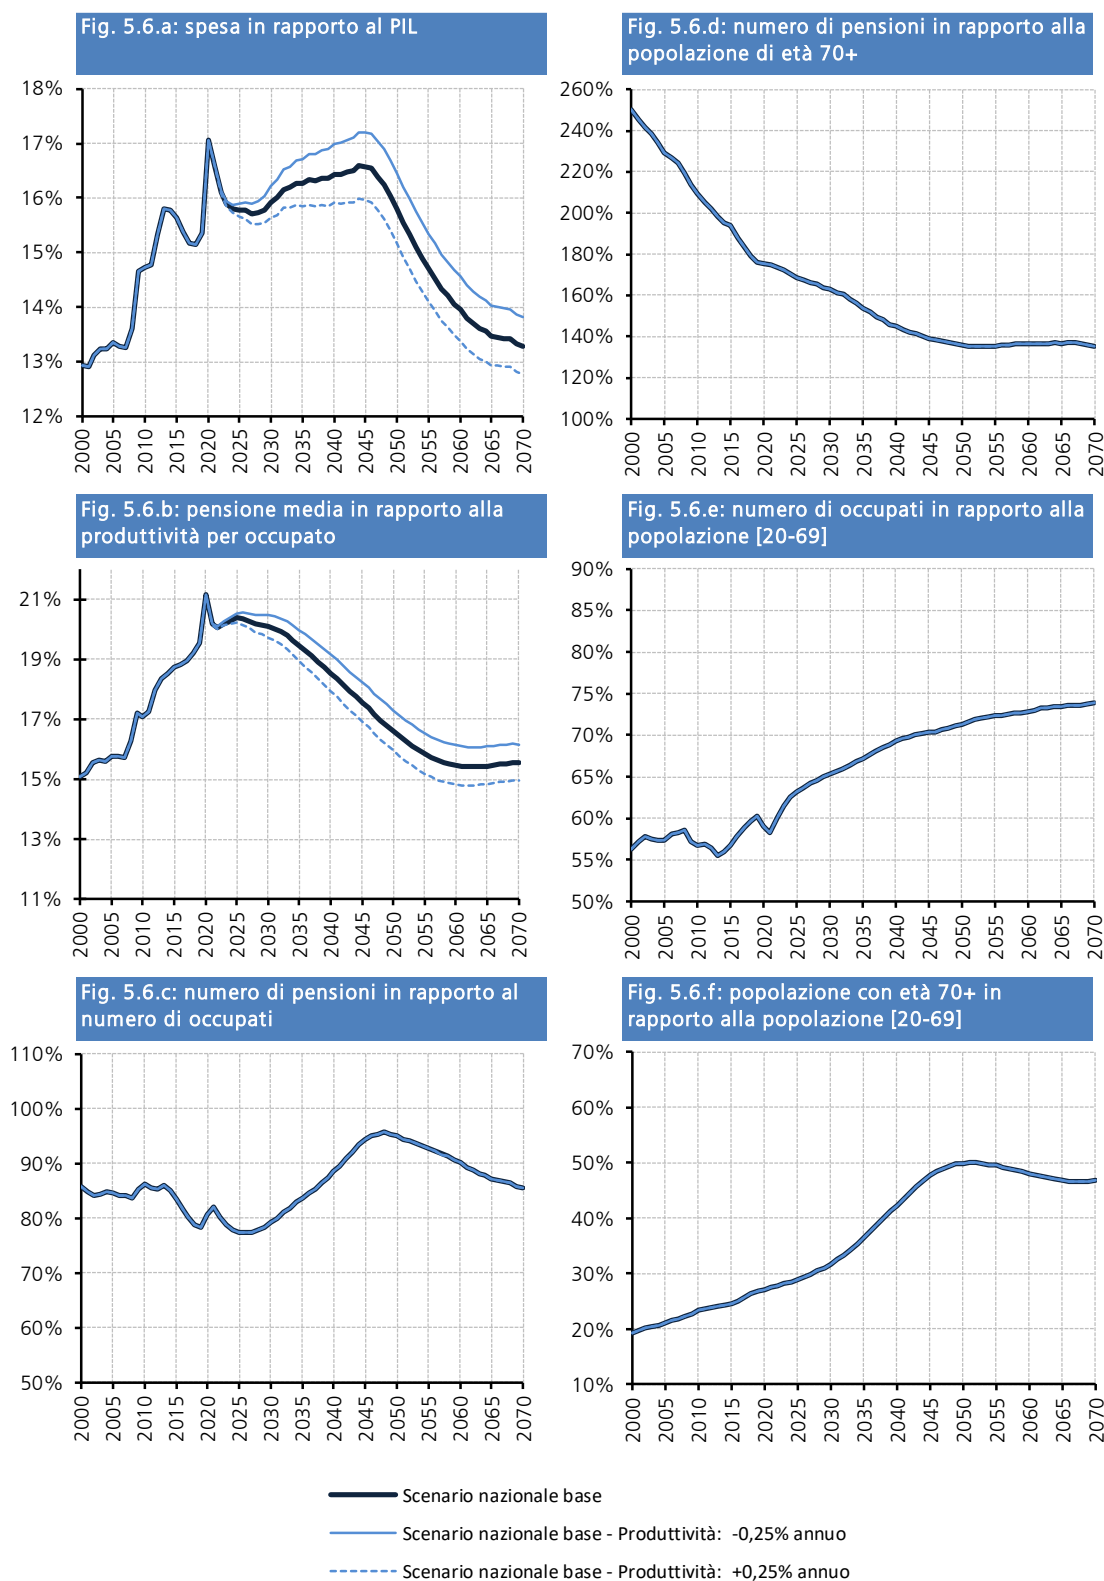 Fig. 5.6.a: spesa in rapporto al PIL
18%
17%
16%
15%
14%
13%
12%
2000 2005 2010 2015 2020 2025 2030 2035 2040 2045 2050 2055 2060 2065 2070
Fig. 5.6.d: numero di pensioni in rapporto alla
popolazione di età 70+
260%
240%
220%
200%
180%
160%
140%
120%
100%
2000 2005 2010 2015 2020 2025 2030 2035 2040 2045 2050 2055 2060 2065 2070
Fig. 5.6.b: pensione media in rapporto alla
produttività per occupato
21%
19%
17%
15%
13%
11%
2000 2005 2010 2015 2020 2025 2030 2035 2040 2045 2050 2055 2060 2065 2070
Fig. 5.6.e: numero di occupati in rapporto alla
popolazione [20-69]
90%
85%
80%
75%
70%
65%
60%
55%
50%
2000 2005 2010 2015 2020 2025 2030 2035 2040 2045 2050 2055 2060 2065 2070
Fig. 5.6.c: numero di pensioni in rapporto al
numero di occupati
110%
100%
90%
80%
70%
60%
50%
2000 2005 2010 2015 2020 2025 2030 2035 2040 2045 2050 2055 2060 2065 2070
Fig. 5.6.f: popolazione con età 70+ in
rapporto alla popolazione [20-69]
70%
60%
50%
40%
30%
20%
10%
2000 2005 2010 2015 2020 2025 2030 2035 2040 2045 2050 2055 2060 2065 2070
Scenario nazionale base
Scenario nazionale base - Produttività: -0,25% annuo
Scenario nazionale base - Produttività: +0,25% annuo